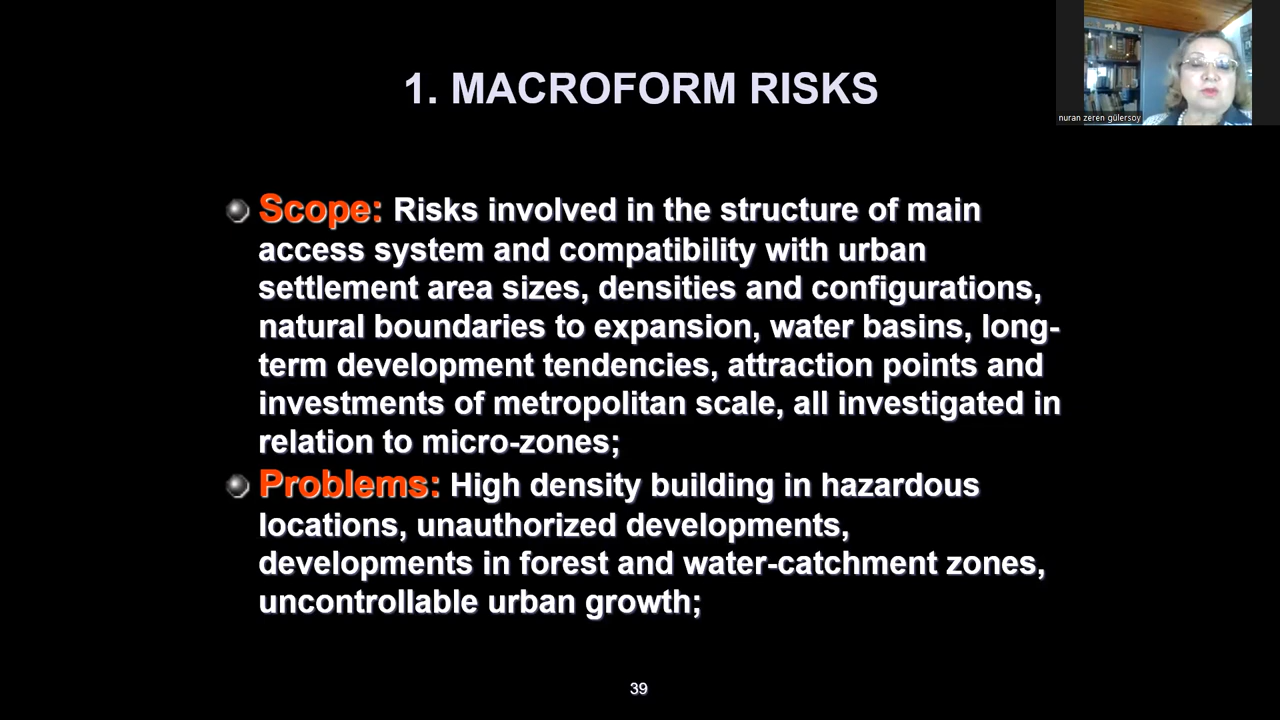 1. MACROFORM RISKS
nuran zeren gülersoy
Scope: Risks involved in the structure of main
access system and compatibility with urban
settlement area sizes, densities and configurations,
natural boundaries to expansion, water basins, long-
term development tendencies, attraction points and
investments of metropolitan scale, all investigated in
relation to micro-zones;
Problems: High density building in hazardous
locations, unauthorized developments,
developments in forest and water-catchment zones,
uncontrollable urban growth;
39